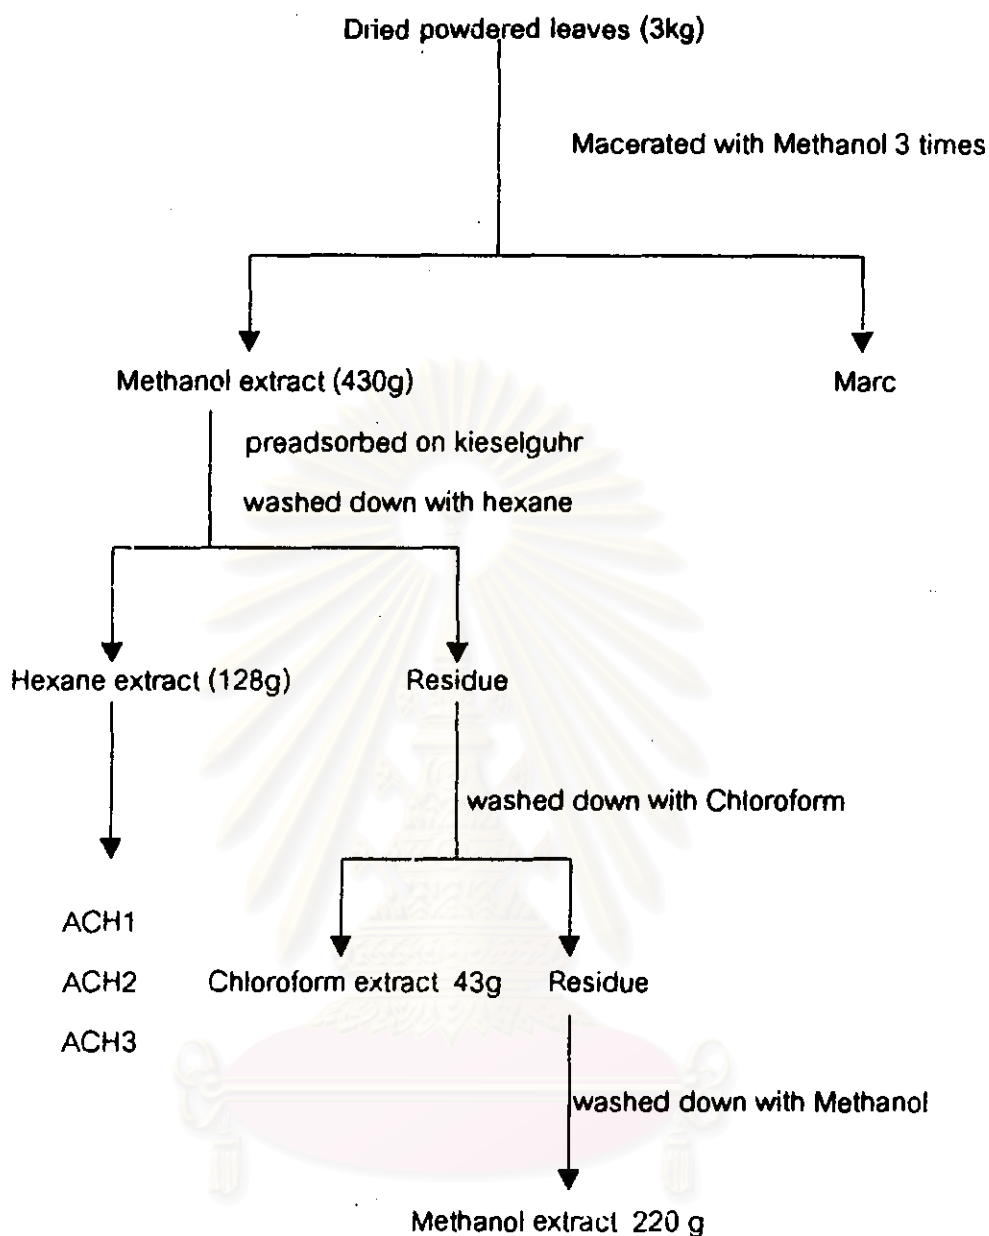 Dried powdered leaves (3kg)
Macerated with Methanol 3 times
Methanol extract (430g)
Marc
preadsorbed on kieselguhr
washed down with hexane
Hexane extract (128g)
Residue
washed down with Chloroform
ACH1
ACH2
ACH3
Chloroform extract 43g
Residue
washed down with Methanol
Methanol extract 220 g